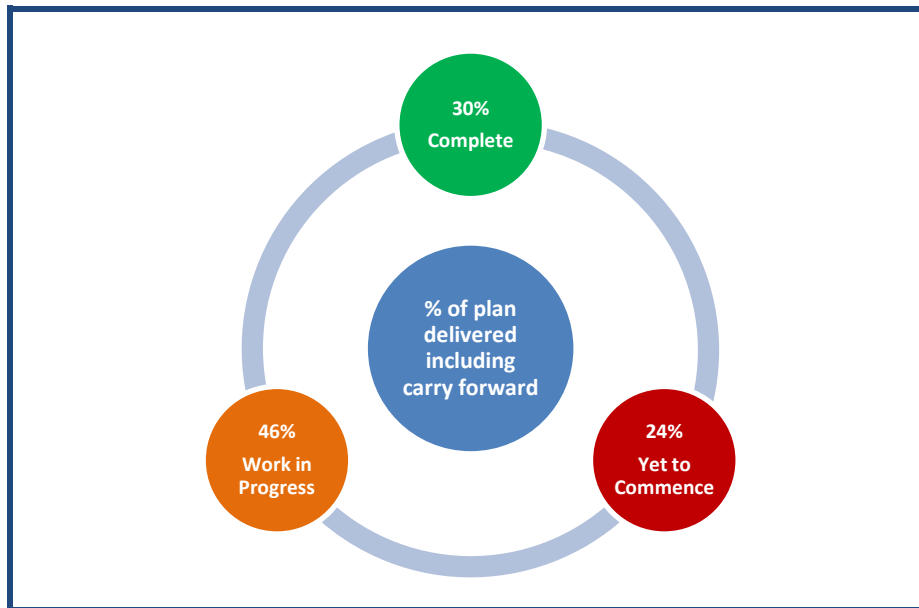 30%
Complete
% of plan
delivered
including
carry forward
46%
Work in
Progress
24%
Yet to
Commence